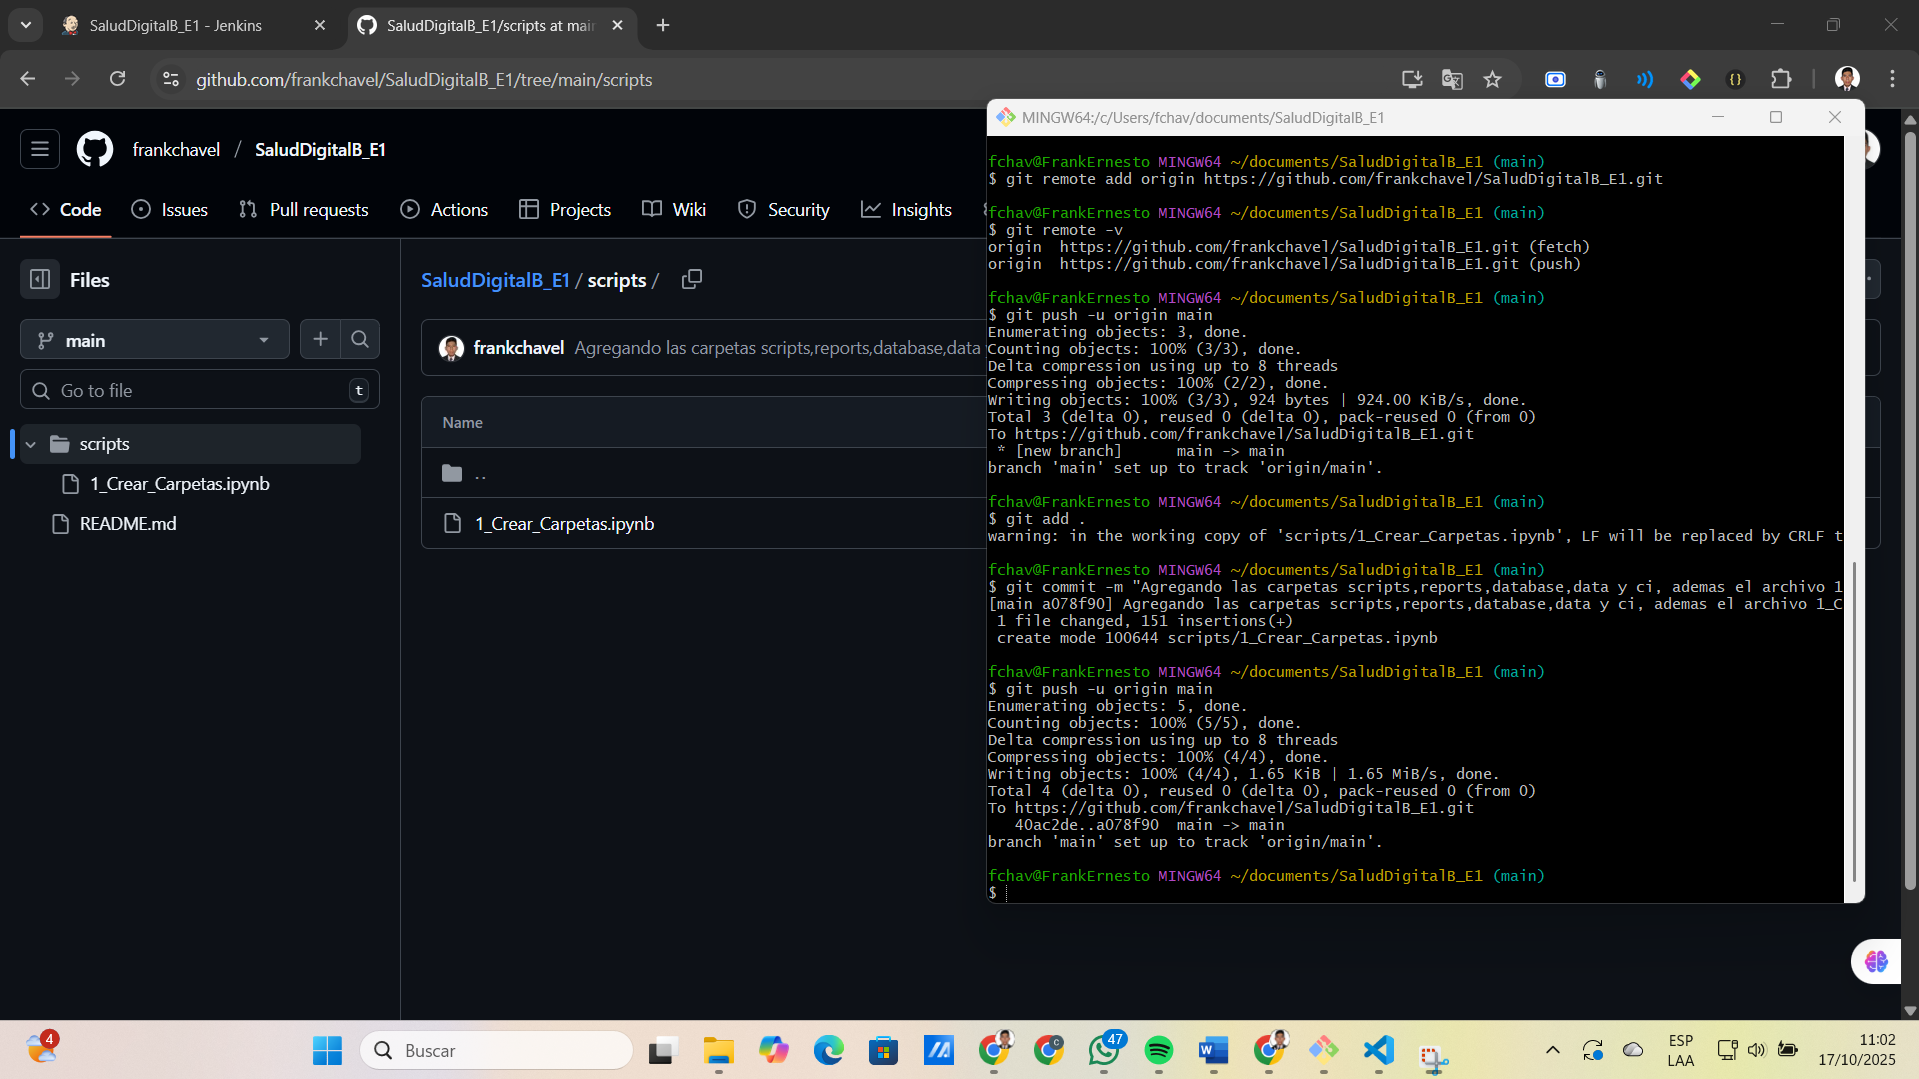 SaludDigitalB_E1 - Jenkins
SaludDigitalB_E1/scripts at mai
github.com/frankchavel/SaludDigitalB_E1/tree/main/scripts
frankchavel / SaludDigitalB_E1
Code
Issues
Pull requests
Actions
Projects
Wiki
Security
Insights
Files
main
Go to file
t
scripts
1_Crear_Carpetas.ipynb
README.md
SaludDigitalB_E1 / scripts /
frankchavel Agregando las carpetas scripts,reports,database,data
Name
..
1_Crear_Carpetas.ipynb
MINGW64:/c/Users/fchav/documents/SaludDigitalB_E1
fchav@FrankErnesto MINGW64 ~/documents/SaludDigitalB_E1 (main)
$ git remote add origin https://github.com/frankchavel/SaludDigitalB_E1.git
fchav@FrankErnesto MINGW64 ~/documents/SaludDigitalB_E1 (main)
$ git remote -v
origin  https://github.com/frankchavel/SaludDigitalB_E1.git (fetch)
origin  https://github.com/frankchavel/SaludDigitalB_E1.git (push)
fchav@FrankErnesto MINGW64 ~/documents/SaludDigitalB_E1 (main)
$ git push -u origin main
Enumerating objects: 3, done.
Counting objects: 100% (3/3), done.
Delta compression using up to 8 threads
Compressing objects: 100% (2/2), done.
Writing objects: 100% (3/3), 924 bytes | 924.00 KiB/s, done.
Total 3 (delta 0), reused 0 (delta 0), pack-reused 0 (from 0)
To https://github.com/frankchavel/SaludDigitalB_E1.git
 * [new branch]      main -> main
branch 'main' set up to track 'origin/main'.
fchav@FrankErnesto MINGW64 ~/documents/SaludDigitalB_E1 (main)
$ git add .
warning: in the working copy of 'scripts/1_Crear_Carpetas.ipynb', LF will be replaced by CRLF t
fchav@FrankErnesto MINGW64 ~/documents/SaludDigitalB_E1 (main)
$ git commit -m "Agregando las carpetas scripts,reports,database,data y ci, ademas el archivo 1
[main a078f90] Agregando las carpetas scripts,reports,database,data y ci, ademas el archivo 1_C
 1 file changed, 151 insertions(+)
 create mode 100644 scripts/1_Crear_Carpetas.ipynb
fchav@FrankErnesto MINGW64 ~/documents/SaludDigitalB_E1 (main)
$ git push -u origin main
Enumerating objects: 5, done.
Counting objects: 100% (5/5), done.
Delta compression using up to 8 threads
Compressing objects: 100% (4/4), done.
Writing objects: 100% (4/4), 1.65 KiB | 1.65 MiB/s, done.
Total 4 (delta 0), reused 0 (delta 0), pack-reused 0 (from 0)
To https://github.com/frankchavel/SaludDigitalB_E1.git
   40ac2de..a078f90  main -> main
branch 'main' set up to track 'origin/main'.
fchav@FrankErnesto MINGW64 ~/documents/SaludDigitalB_E1 (main)
$
4
Buscar
47
ESP
LAA
11:02
17/10/2025